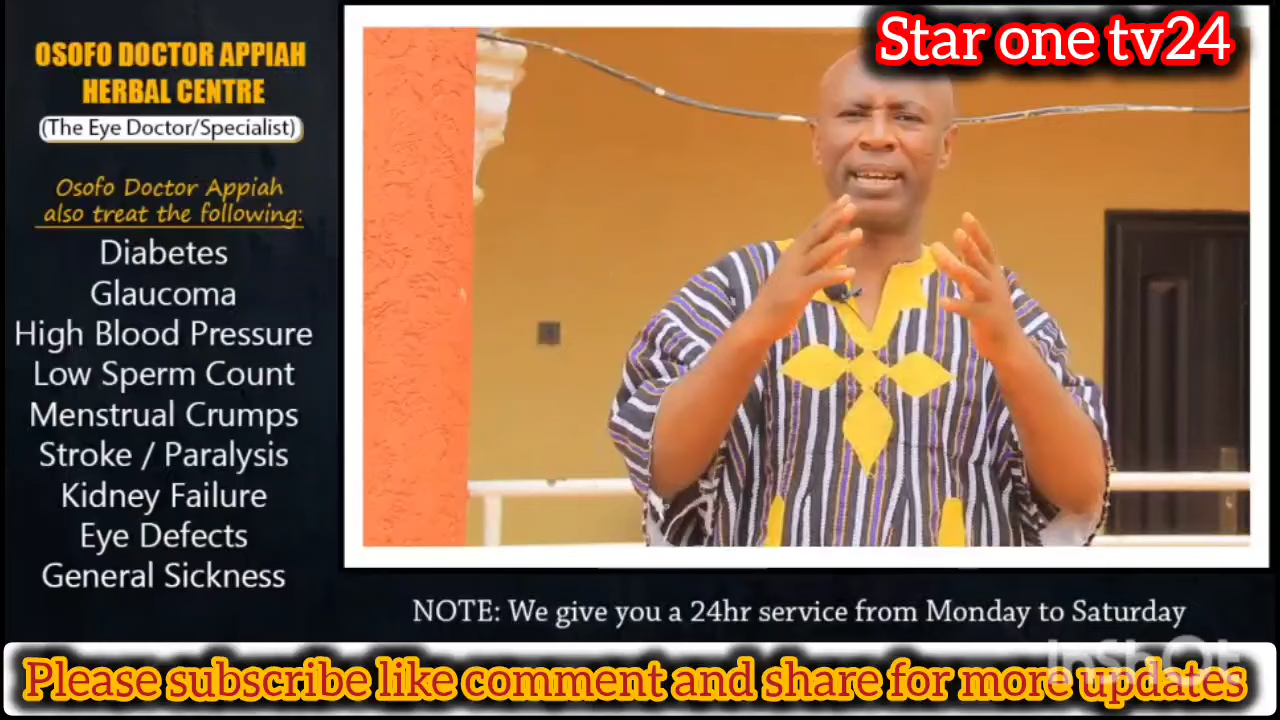 OSOFO DOCTOR APPIAH
HERBAL CENTRE
(The Eye Doctor/Specialist)
Osofo Doctor Appiah
also treat the following:
Diabetes
Glaucoma
High Blood Pressure
Low Sperm Count
Menstrual Crumps
Stroke / Paralysis
Kidney Failure
Eye Defects
General Sickness
Star one tv24
NOTE: We give you a 24hr service from Monday to Saturday
InShOt
Please subscribe like comment and share for more updates